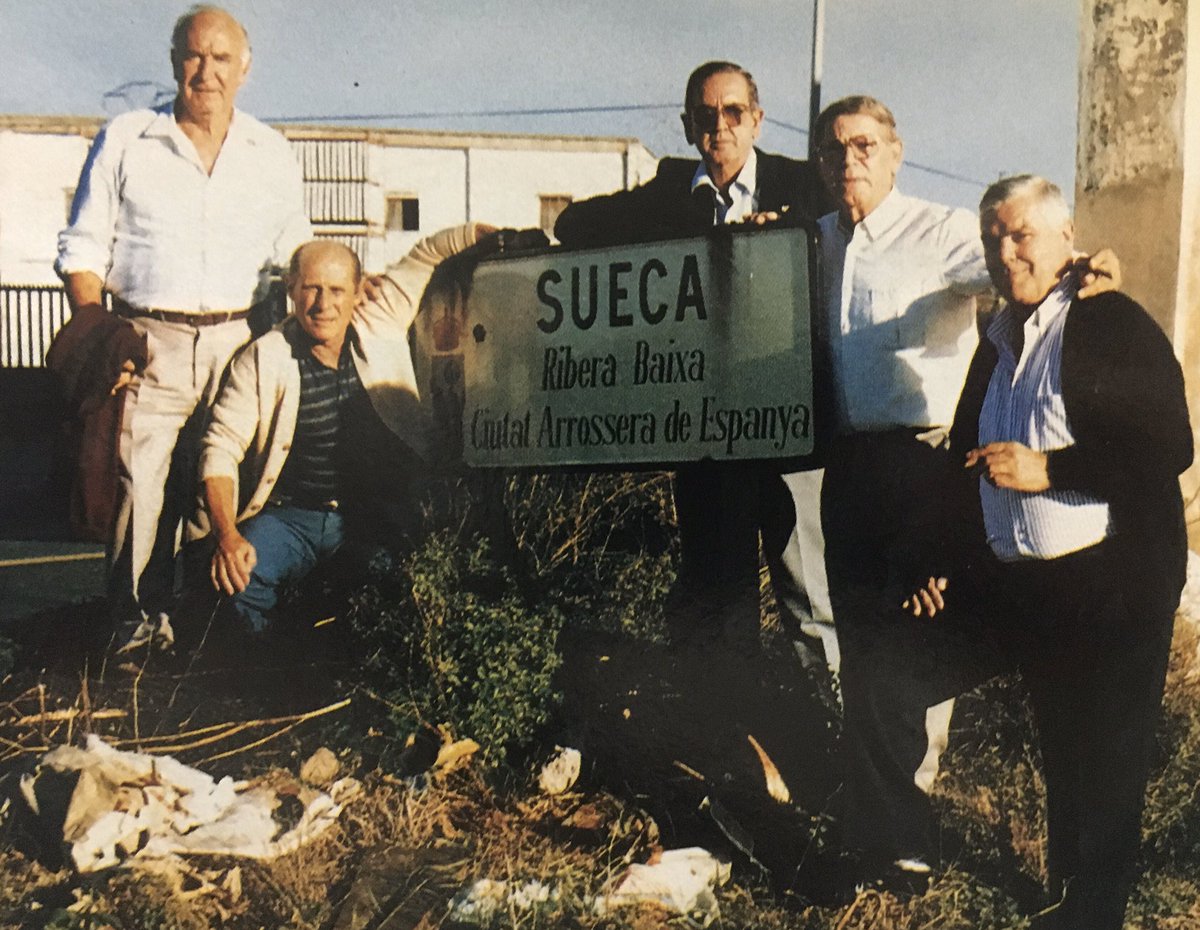 SUECA
Ribera Baixa
Ciutat Arrossera de Espanya